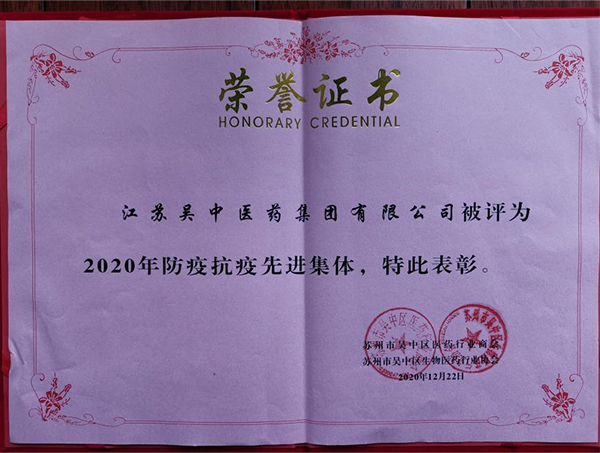 荣誉证书
HONORARY CREDENTIAL
江苏吴中医药集团有限公司被评为
2020年防疫抗疫先进集体，特此表彰。
苏州市吴中区医药行业商会
苏州市吴中区生物医药行业协会
2020年12月22日